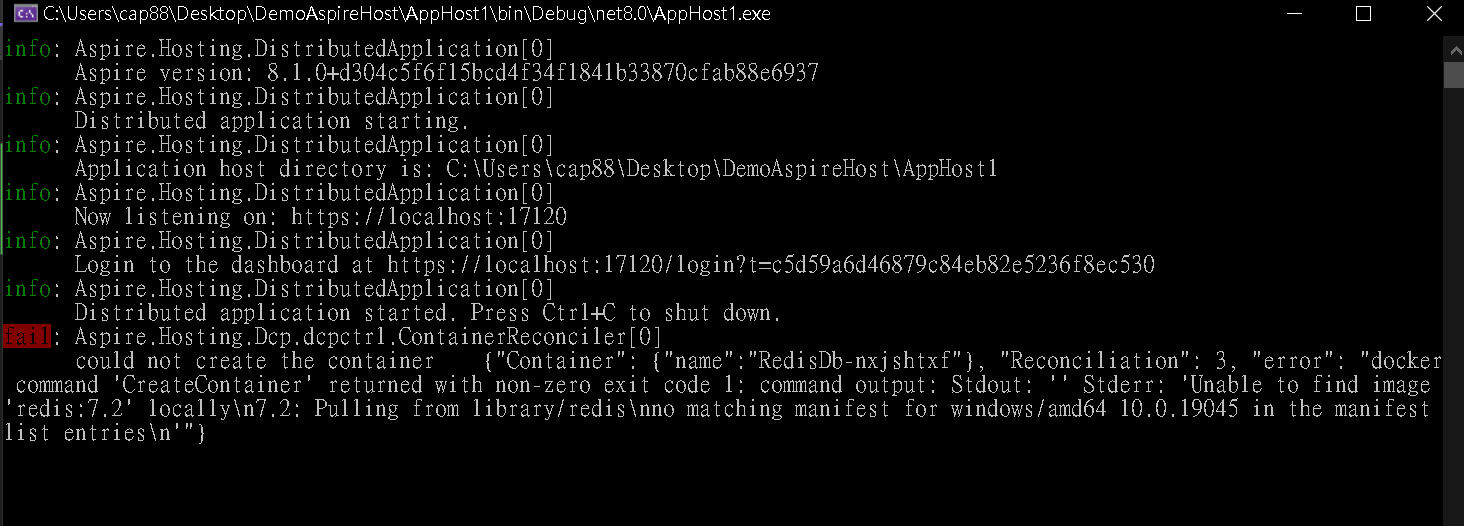 C:\Users\cap88\Desktop\DemoAspireHost\AppHost1\bin\Debug\net8.0\AppHost1.exe
info: Aspire.Hosting.DistributedApplication[0]
Aspire version: 8.1.0+d304c5f6f15bcd4f34f1841b33870cfab88e6937
info: Aspire.Hosting.DistributedApplication[0]
Distributed application starting.
info: Aspire.Hosting.DistributedApplication[0]
Application host directory is: C:\Users\cap88\Desktop\DemoAspireHost\AppHost1
info: Aspire.Hosting.DistributedApplication[0]
Now listening on: https://localhost:17120
info: Aspire.Hosting.DistributedApplication[0]
Login to the dashboard at https://localhost:17120/login?t=c5d59a6d46879c84eb82e5236f8ec530
info: Aspire.Hosting.DistributedApplication[0]
Distributed application started. Press Ctrl+C to shut down.
fail: Aspire.Hosting.Dcp.dcpctrl.ContainerReconciler[0]
could not create the container {"Container": {"name":"RedisDb-nxjshtxf"}, "Reconciliation": 3, "error": "docker
command 'CreateContainer' returned with non-zero exit code 1: command output: Stdout: '' Stderr: 'Unable to find image
'redis:7.2' locally\n7.2: Pulling from library/redis\nno matching manifest for windows/amd64 10.0.19045 in the manifest
list entries\n'"}